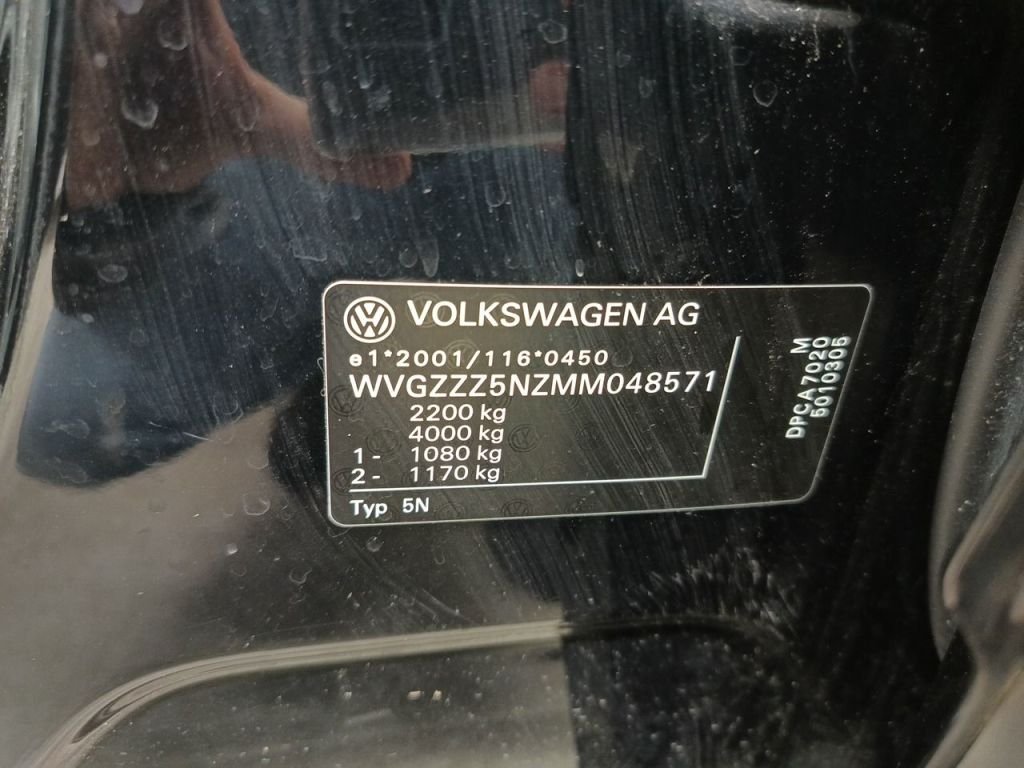 VOLKSWAGEN AG
e1*2001/116*0450
WVGZZZ5NZMM048571
2200 kg
4000 kg
1- 1080 kg
2- 1170 kg
Typ 5N
DPCA7020 M
5010305